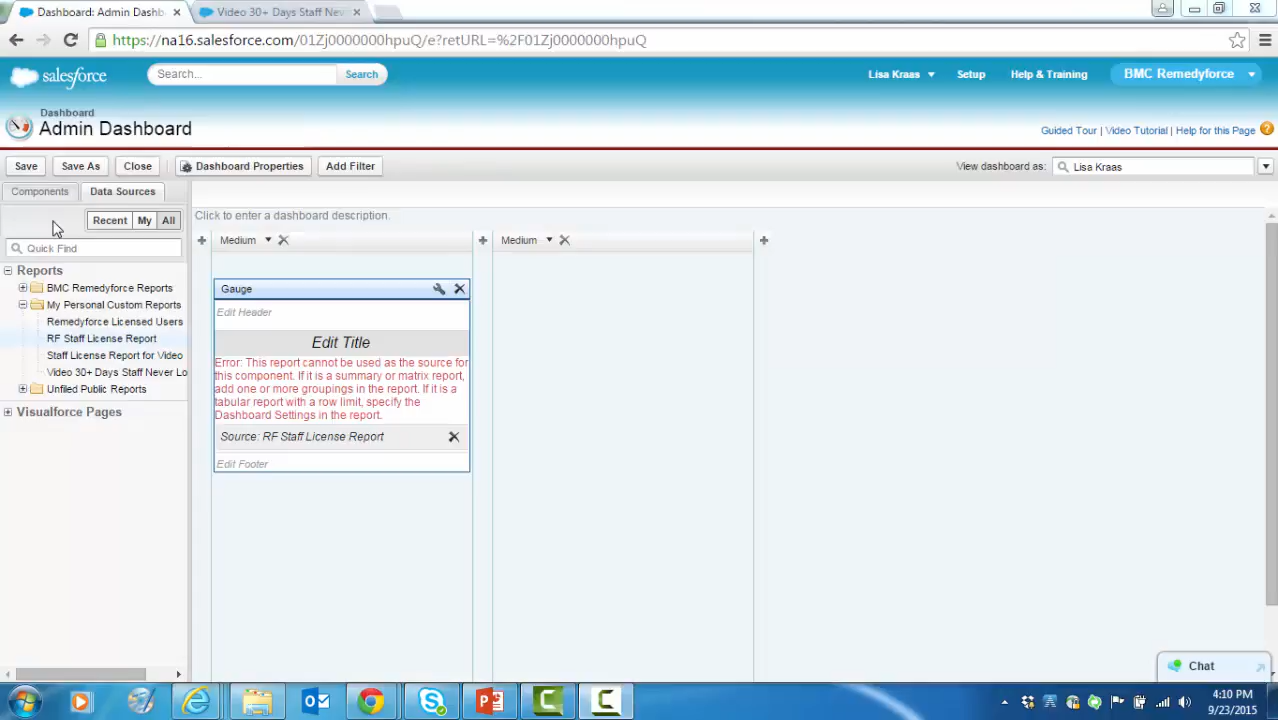 Dashboard: Admin Dashb
Video 30+ Days Staff Nev
https://na16.salesforce.com/01Zj0000000hpuQ/e?retURL=%2F01Zj0000000hpuQ
salesforce
Search...
Search
Lisa Kraas
Setup
Help & Training
BMC Remedyforce
Dashboard
Admin Dashboard
Guided Tour | Video Tutorial | Help for this Page
Save
Save As
Close
Dashboard Properties
Add Filter
View dashboard as:
Lisa Kraas
Components
Data Sources
Recent
My
All
Quick Find
Reports
BMC Remedyforce Reports
My Personal Custom Reports
Remedyforce Licensed Users
RF Staff License Report
Staff License Report for Video
Video 30+ Days Staff Never Lo
Unfiled Public Reports
Visualforce Pages
Click to enter a dashboard description.
Medium
Medium
Gauge
Edit Header
Edit Title
Error: This report cannot be used as the source for
this component. If it is a summary or matrix report,
add one or more groupings in the report. If it is a
tabular report with a row limit, specify the
Dashboard Settings in the report.
Source: RF Staff License Report
Edit Footer
Chat
4:10 PM
9/23/2015